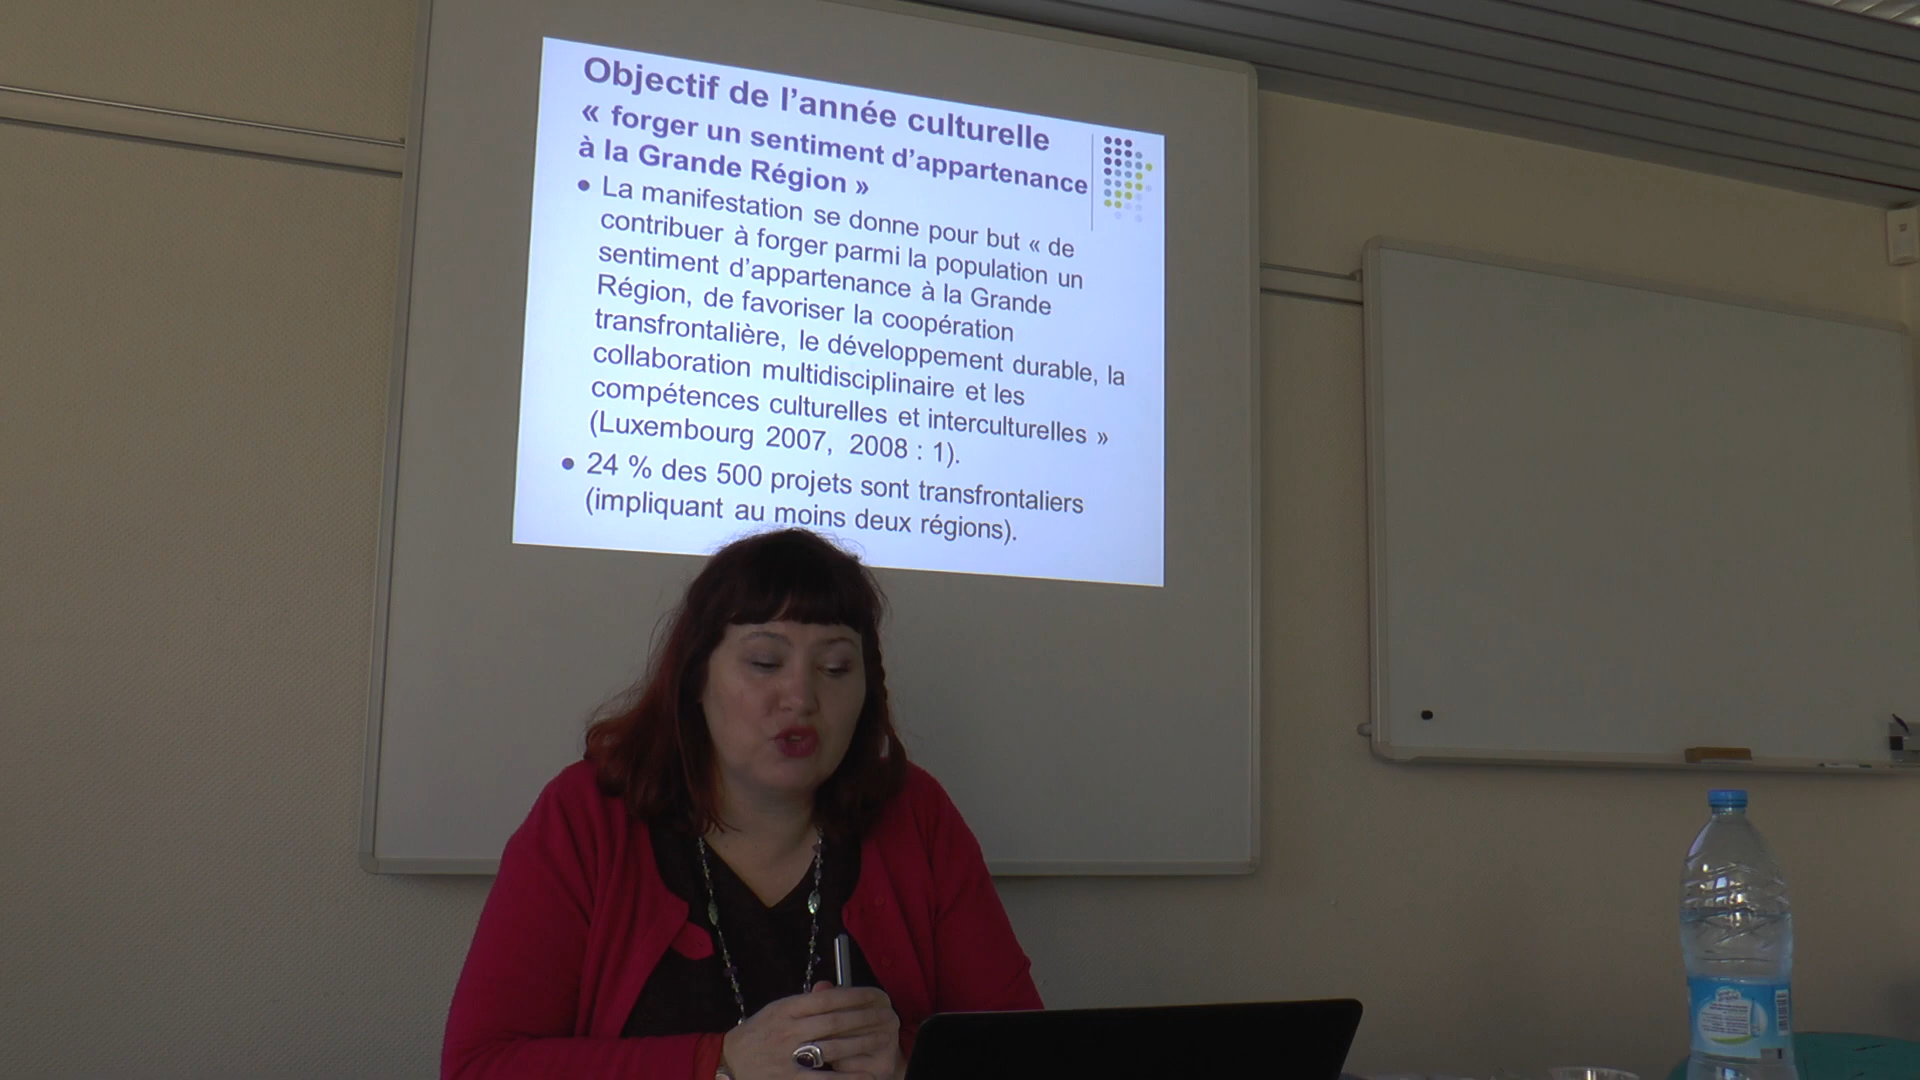 Objectif de l'année culturelle
« forger un sentiment d'appartenance
à la Grande Région »
● La manifestation se donne pour but « de
contribuer à forger parmi la population un
sentiment d'appartenance à la Grande
Région, de favoriser la coopération
transfrontalière, le développement durable, la
collaboration multidisciplinaire et les
compétences culturelles et interculturelles »
(Luxembourg 2007, 2008 : 1).
● 24 % des 500 projets sont transfrontaliers
(impliquant au moins deux régions).